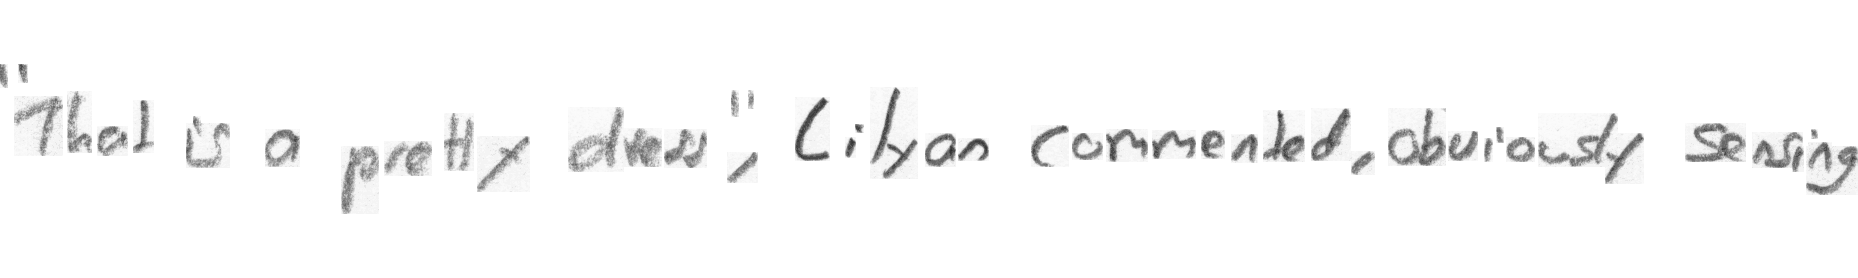 "That is a pretty dress," Lilyan commented, obviously sensing